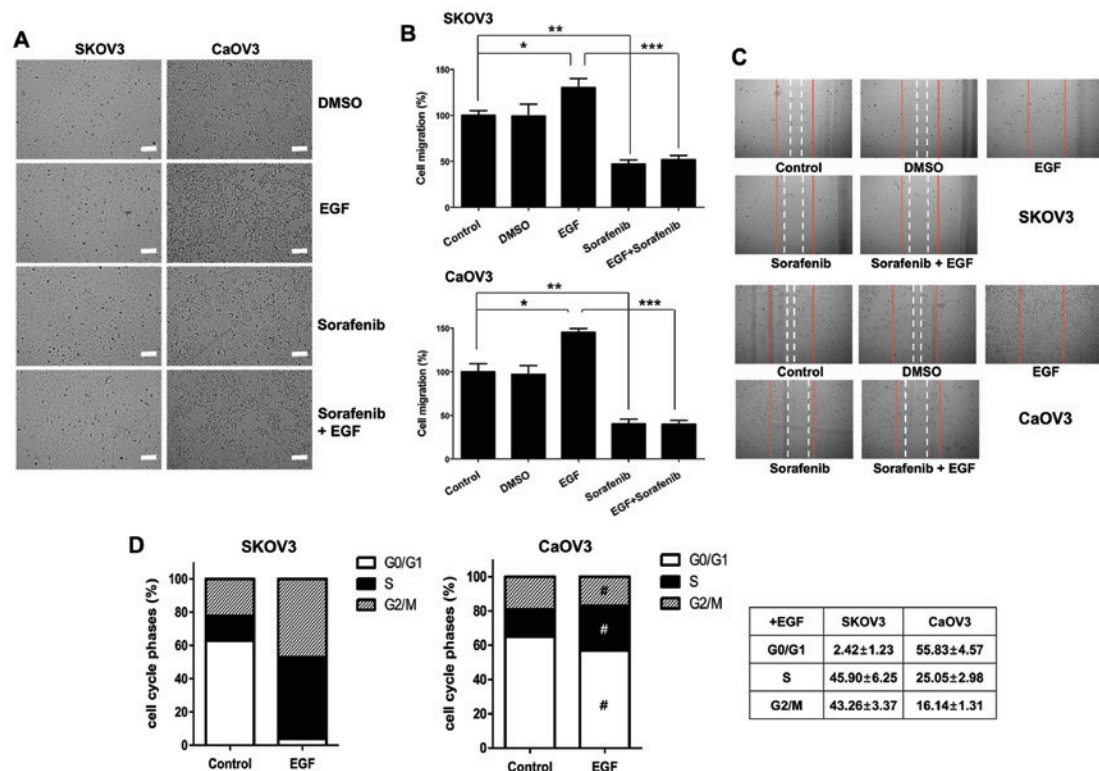 A
SKOV3 CaOV3
DMSO
EGF
Sorafenib
Sorafenib
+ EGF
B
SKOV3
**
* ***
Cell migration (%)
150
100
50
0
Control DMSO EGF Sorafenib EGF+Sorafenib
CaOV3
**
* ***
Cell migration (%)
150
100
50
0
Control DMSO EGF Sorafenib EGF+Sorafenib
C
Control DMSO EGF
SKOV3
Sorafenib Sorafenib + EGF
Control DMSO EGF
CaOV3
Sorafenib Sorafenib + EGF
D
SKOV3
cell cycle phases (%)
100
80
60
40
20
0
Control EGF
G0/G1
S
G2/M
CaOV3
cell cycle phases (%)
100
80
60
40
20
0
#
#
#
Control EGF
G0/G1
S
G2/M
+EGF SKOV3 CaOV3
G0/G1 2.42±1.23 55.83±4.57
S 45.90±6.25 25.05±2.98
G2/M 43.26±3.37 16.14±1.31